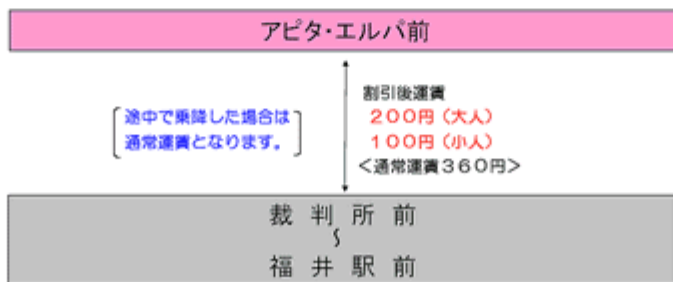 アピタ・エルパ前
途中で乗降した場合は
通常運賃となります。
割引後運賃
２００円（大人）
１００円（小人）
＜通常運賃３６０円＞
裁判所前
～
福井駅前